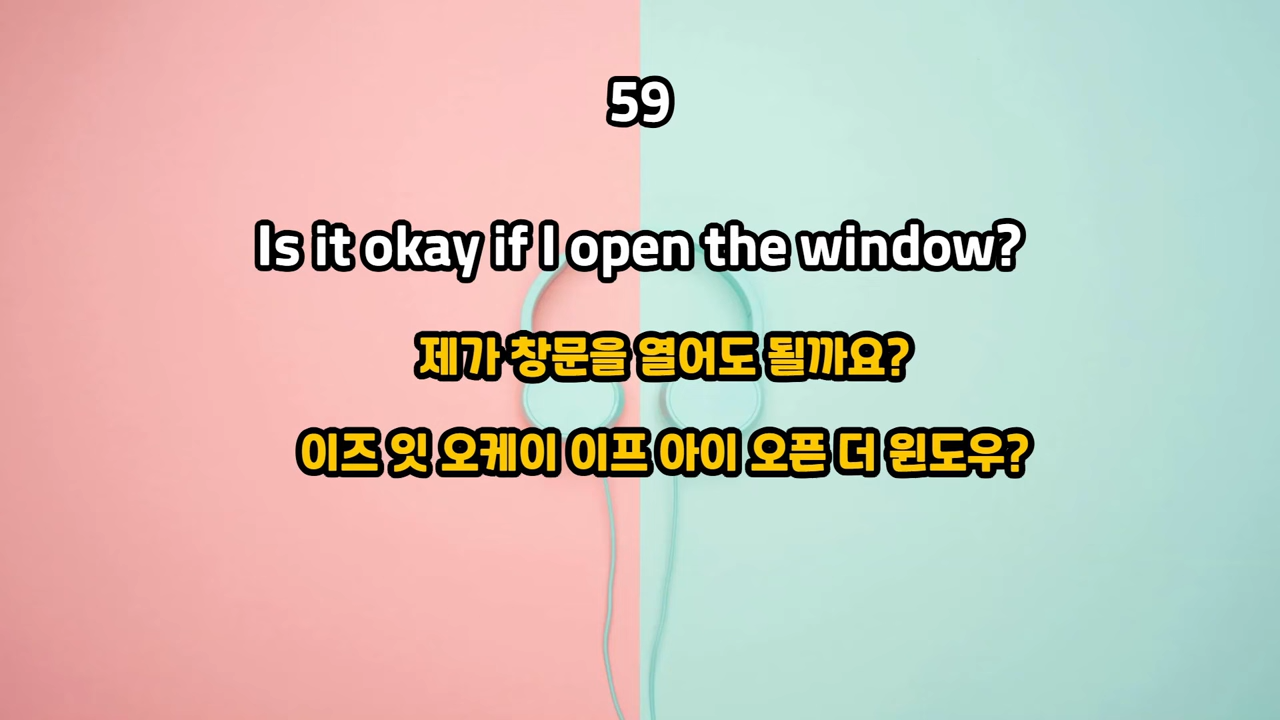 59
Is it okay if I open the window?
제가 창문을 열어도 될까요?
이즈 잇 오케이 이프 아이 오픈 더 윈도우?